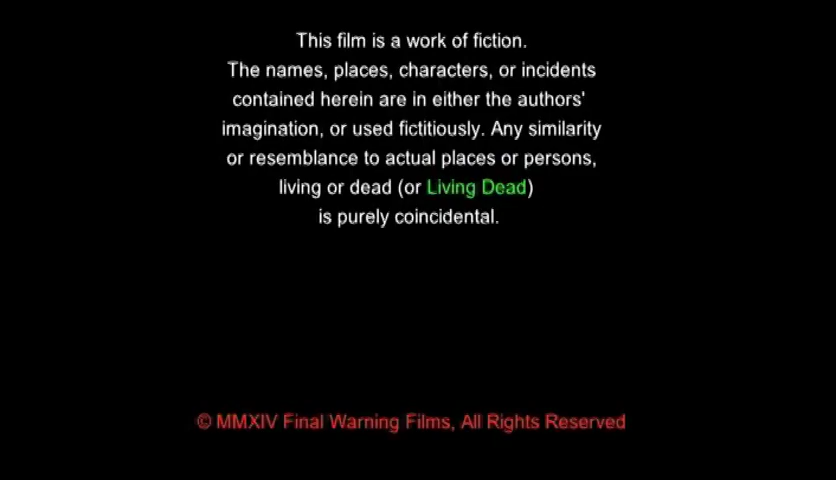 This film is a work of fiction.
The names, places, characters, or incidents
contained herein are in either the authors'
imagination, or used fictitiously. Any similarity
or resemblance to actual places or persons,
living or dead (or Living Dead)
is purely coincidental.
© MMXIV Final Warning Films, All Rights Reserved